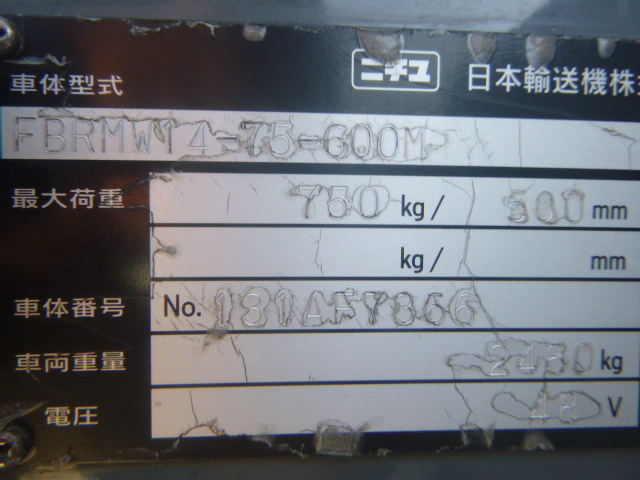 ニチユ 日本輸送機株
車体型式
FBRMW14-75-600M
最大荷重 750 kg/ 500 mm
kg/ mm
車体番号 No. 131AF7366
車両重量 kg
電圧 V